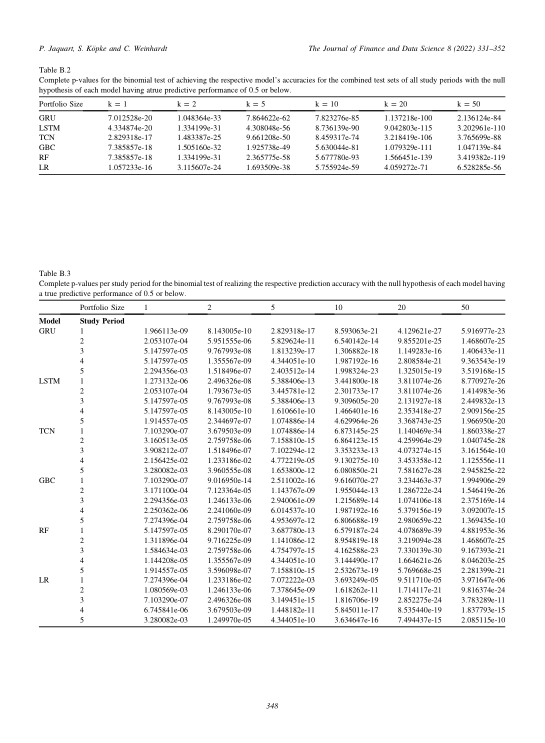 P. Jaquart, S. Köpke and C. Weinhardt The Journal of Finance and Data Science 8 (2022) 331–352
Table B.2
Complete p-values for the binomial test of achieving the respective model's accuracies for the combined test sets of all study periods with the null
hypothesis of each model having atrue predictive performance of 0.5 or below.
Portfolio Size k = 1 k = 2 k = 5 k = 10 k = 20 k = 50
GRU 7.012528e-20 1.048364e-33 7.864622e-62 7.823276e-85 1.137218e-100 2.136124e-84
LSTM 4.334874e-20 1.334199e-31 4.308048e-56 8.736139e-90 9.042803e-115 3.202961e-110
TCN 2.829318e-17 1.483387e-25 9.661208e-50 8.459317e-74 3.218419e-106 3.765699e-88
GBC 7.385857e-18 1.505160e-32 1.925738e-49 5.630044e-81 1.079329e-111 1.047139e-84
RF 7.385857e-18 1.334199e-31 2.365775e-58 5.677780e-93 1.566451e-139 3.419382e-119
LR 1.057233e-16 3.115607e-24 1.693509e-38 5.755924e-59 4.059272e-71 6.528285e-56
Table B.3
Complete p-values per study period for the binomial test of realizing the respective prediction accuracy with the null hypothesis of each model having
a true predictive performance of 0.5 or below.
Portfolio Size 1 2 5 10 20 50
Model Study Period
GRU 1 1.966113e-09 8.143005e-10 2.829318e-17 8.593063e-21 4.129621e-27 5.916977e-23
2 2.053107e-04 5.951555e-06 5.829624e-11 6.540142e-14 9.855201e-25 1.468607e-25
3 5.147597e-05 9.767993e-08 1.813239e-17 1.306882e-18 1.149283e-16 1.406433e-11
4 5.147597e-05 1.355567e-09 4.344051e-10 1.987192e-16 2.808584e-21 9.363543e-19
5 2.294356e-03 1.518496e-07 2.403512e-14 1.998324e-23 1.325015e-19 3.519168e-15
LSTM 1 1.273132e-06 2.496326e-08 5.388406e-13 3.441800e-18 3.811074e-26 8.770927e-26
2 2.053107e-04 1.793673e-05 3.445781e-12 2.301733e-17 3.811074e-26 1.414983e-36
3 5.147597e-05 9.767993e-08 5.388406e-13 9.309605e-20 2.131927e-18 2.449832e-13
4 5.147597e-05 8.143005e-10 1.610661e-10 1.466401e-16 2.353418e-27 2.909156e-25
5 1.914557e-05 2.344697e-07 1.074886e-14 4.629964e-26 3.368743e-25 1.966950e-20
TCN 1 7.103290e-07 3.679503e-09 1.074886e-14 6.873145e-25 1.140469e-34 1.860338e-27
2 3.160513e-05 2.759758e-06 7.158810e-15 6.864123e-15 4.259964e-29 1.040745e-28
3 3.908212e-07 1.518496e-07 7.102294e-12 3.353233e-13 4.073274e-15 3.161564e-10
4 2.156425e-02 1.233186e-02 4.772219e-05 9.130275e-10 3.453358e-12 1.125556e-11
5 3.280082e-03 3.960555e-08 1.653800e-12 6.080850e-21 7.581627e-28 2.945825e-22
GBC 1 7.103290e-07 9.016950e-14 2.511002e-16 9.616070e-27 3.234463e-37 1.994906e-29
2 3.171100e-04 7.123364e-05 1.143767e-09 1.955044e-13 1.286722e-24 1.546419e-26
3 2.294356e-03 1.246133e-06 2.940061e-09 1.215689e-14 1.074106e-18 2.375169e-14
4 2.250362e-06 2.241060e-09 6.014537e-10 1.987192e-16 5.379156e-19 3.092007e-15
5 7.274396e-04 2.759758e-06 4.953697e-12 6.806688e-19 2.980659e-22 1.369435e-10
RF 1 5.147597e-05 8.290170e-07 3.687780e-13 6.579187e-24 4.078689e-39 4.881953e-36
2 1.311896e-04 9.716225e-09 1.141086e-12 8.954819e-18 3.219094e-28 1.468607e-25
3 1.584634e-03 2.759758e-06 4.754797e-15 4.162588e-23 7.330139e-30 9.167393e-21
4 1.144208e-05 1.355567e-09 4.344051e-10 3.144490e-17 1.664621e-26 8.046203e-25
5 1.914557e-05 3.596098e-07 7.158810e-15 2.532673e-19 5.769668e-25 2.281399e-21
LR 1 7.274396e-04 1.233186e-02 7.072222e-03 3.693249e-05 9.511710e-05 3.971647e-06
2 1.080569e-03 1.246133e-06 7.378645e-09 1.618262e-11 1.714117e-21 9.816374e-24
3 7.103290e-07 2.496326e-08 3.149451e-15 1.816706e-19 2.852275e-24 3.783289e-11
4 6.745841e-06 3.679503e-09 1.448182e-11 5.845011e-17 8.535440e-19 1.837793e-15
5 3.280082e-03 1.249970e-05 4.344051e-10 3.634647e-16 7.494437e-15 2.085115e-10
348